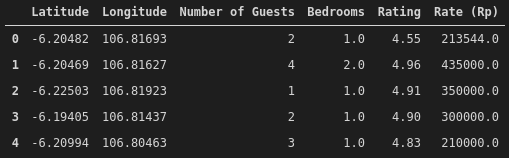 Latitude Longitude Number of Guests Bedrooms Rating Rate (Rp)
0 -6.20482 106.81693 2 1.0 4.55 213544.0
1 -6.20469 106.81627 4 2.0 4.96 435000.0
2 -6.22503 106.81923 1 1.0 4.91 350000.0
3 -6.19405 106.81437 2 1.0 4.90 300000.0
4 -6.20994 106.80463 3 1.0 4.83 210000.0